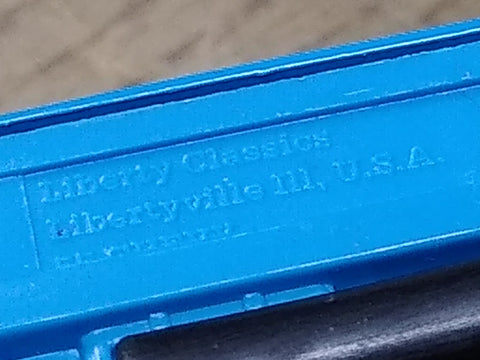 Liberty Classics
Libertyville Ill, U.S.A.